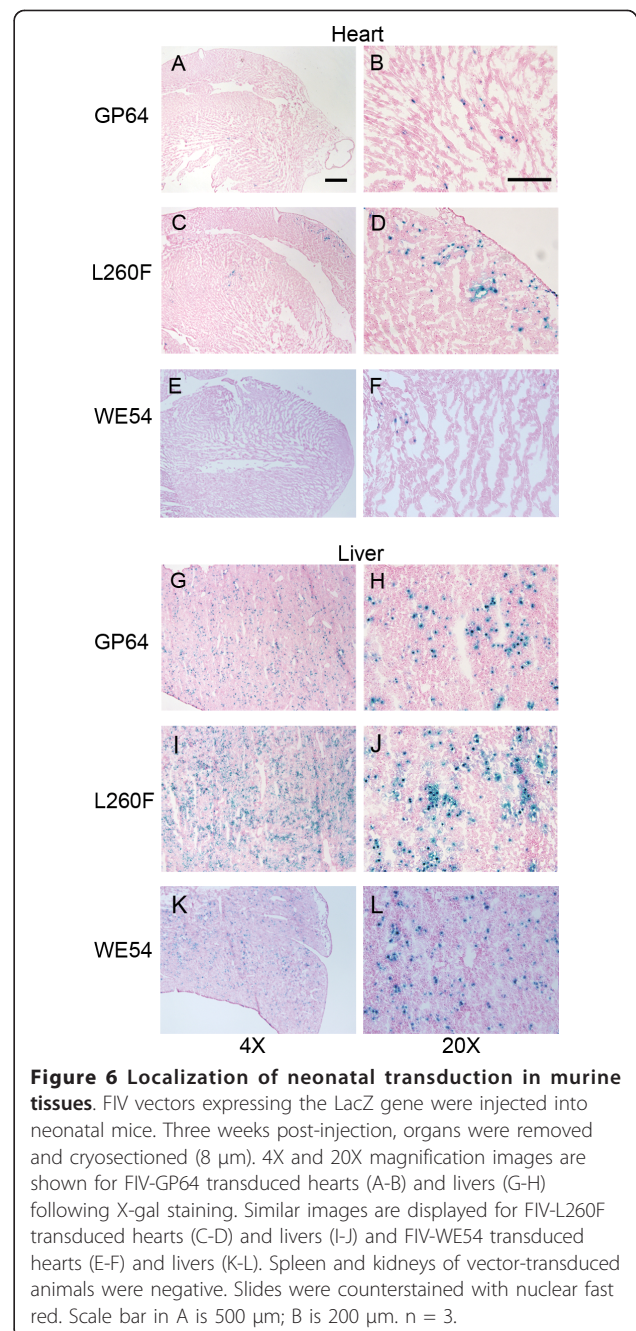 Heart
A B
GP64
C D
L260F
E F
WE54
Liver
G H
GP64
I J
L260F
K L
WE54
4X 20X
Figure 6 Localization of neonatal transduction in murine
tissues. FIV vectors expressing the LacZ gene were injected into
neonatal mice. Three weeks post-injection, organs were removed
and cryosectioned (8 μm). 4X and 20X magnification images are
shown for FIV-GP64 transduced hearts (A-B) and livers (G-H)
following X-gal staining. Similar images are displayed for FIV-L260F
transduced hearts (C-D) and livers (I-J) and FIV-WE54 transduced
hearts (E-F) and livers (K-L). Spleen and kidneys of vector-transduced
animals were negative. Slides were counterstained with nuclear fast
red. Scale bar in A is 500 μm; B is 200 μm. n = 3.